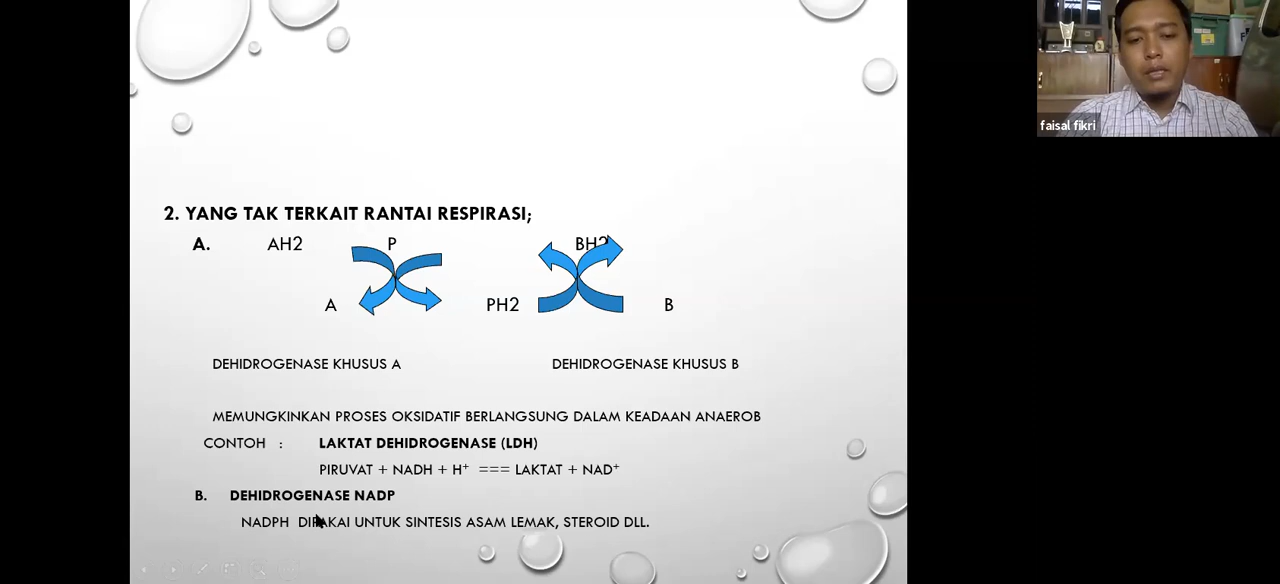 2. YANG TAK TERKAIT RANTAI RESPIRASI;
A. AH2 P BH2
A PH2 B
DEHIDROGENASE KHUSUS A DEHIDROGENASE KHUSUS B
MEMUNGKINKAN PROSES OKSIDATIF BERLANGSUNG DALAM KEADAAN ANAEROB
CONTOH : LAKTAT DEHIDROGENASE (LDH)
PIRUVAT + NADH + H⁺ === LAKTAT + NAD⁺
B. DEHIDROGENASE NADP
NADPH DIPAKAI UNTUK SINTESIS ASAM LEMAK, STEROID DLL.
faisal fikri